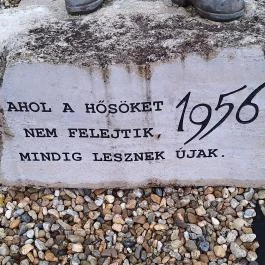 AHOL A HŐSÖKET
NEM FELEJTIK,
MINDIG LESZNEK ÚJAK.
1956